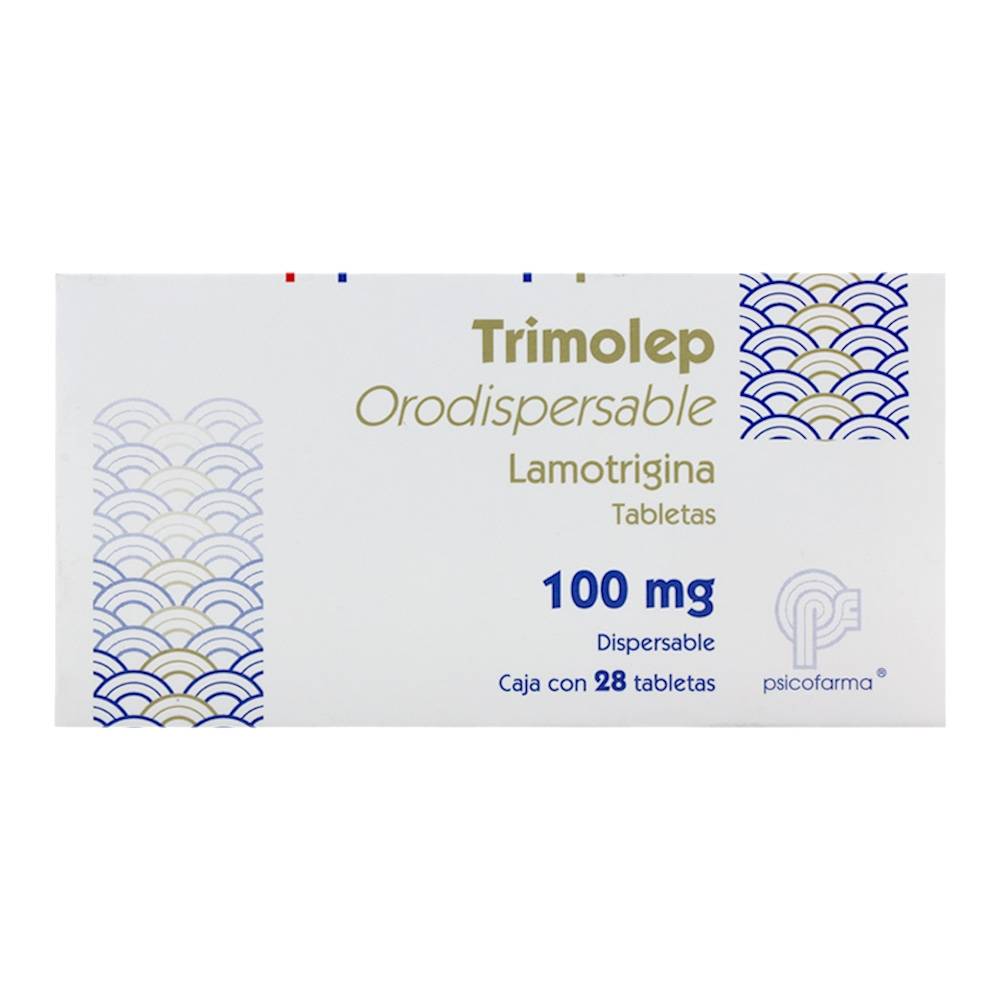 Trimolep
Orodispersable
Lamotrigina
Tabletas
100 mg
Dispersable
Caja con 28 tabletas
psicofarma®